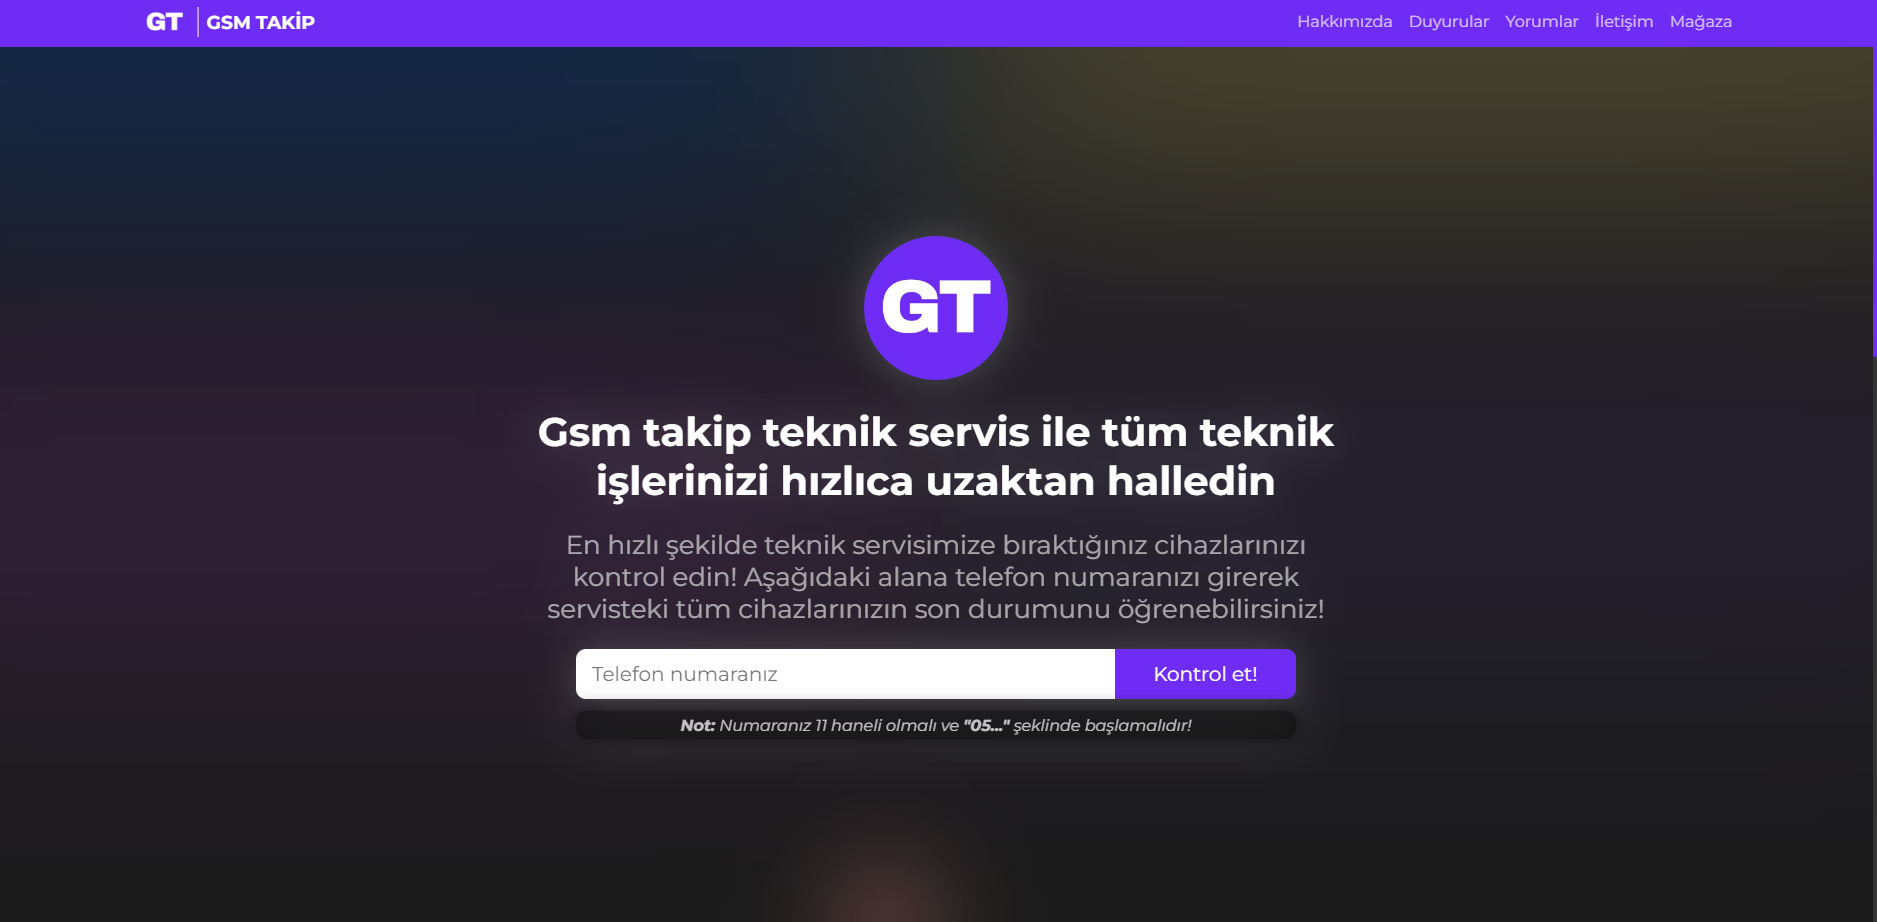 GT GSM TAKİP
Hakkımızda Duyurular Yorumlar İletişim Mağaza
GT
Gsm takip teknik servis ile tüm teknik
işlerinizi hızlıca uzaktan halledin
En hızlı şekilde teknik servisimize bıraktığınız cihazlarınızı
kontrol edin! Aşağıdaki alana telefon numaranızı girerek
servisteki tüm cihazlarınızın son durumunu öğrenebilirsiniz!
Telefon numaranız
Kontrol et!
Not: Numaranız 11 haneli olmalı ve "05..." şeklinde başlamalıdır!